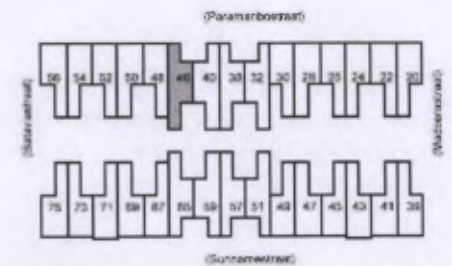 (Paramaribostraat)
56 54 52 50 48 46 40 38 32 30 28 26 24 22 20
(Madoerastraat)
75 73 71 69 67 65 59 57 51 49 47 45 43 41 39
(Surinamestraat)